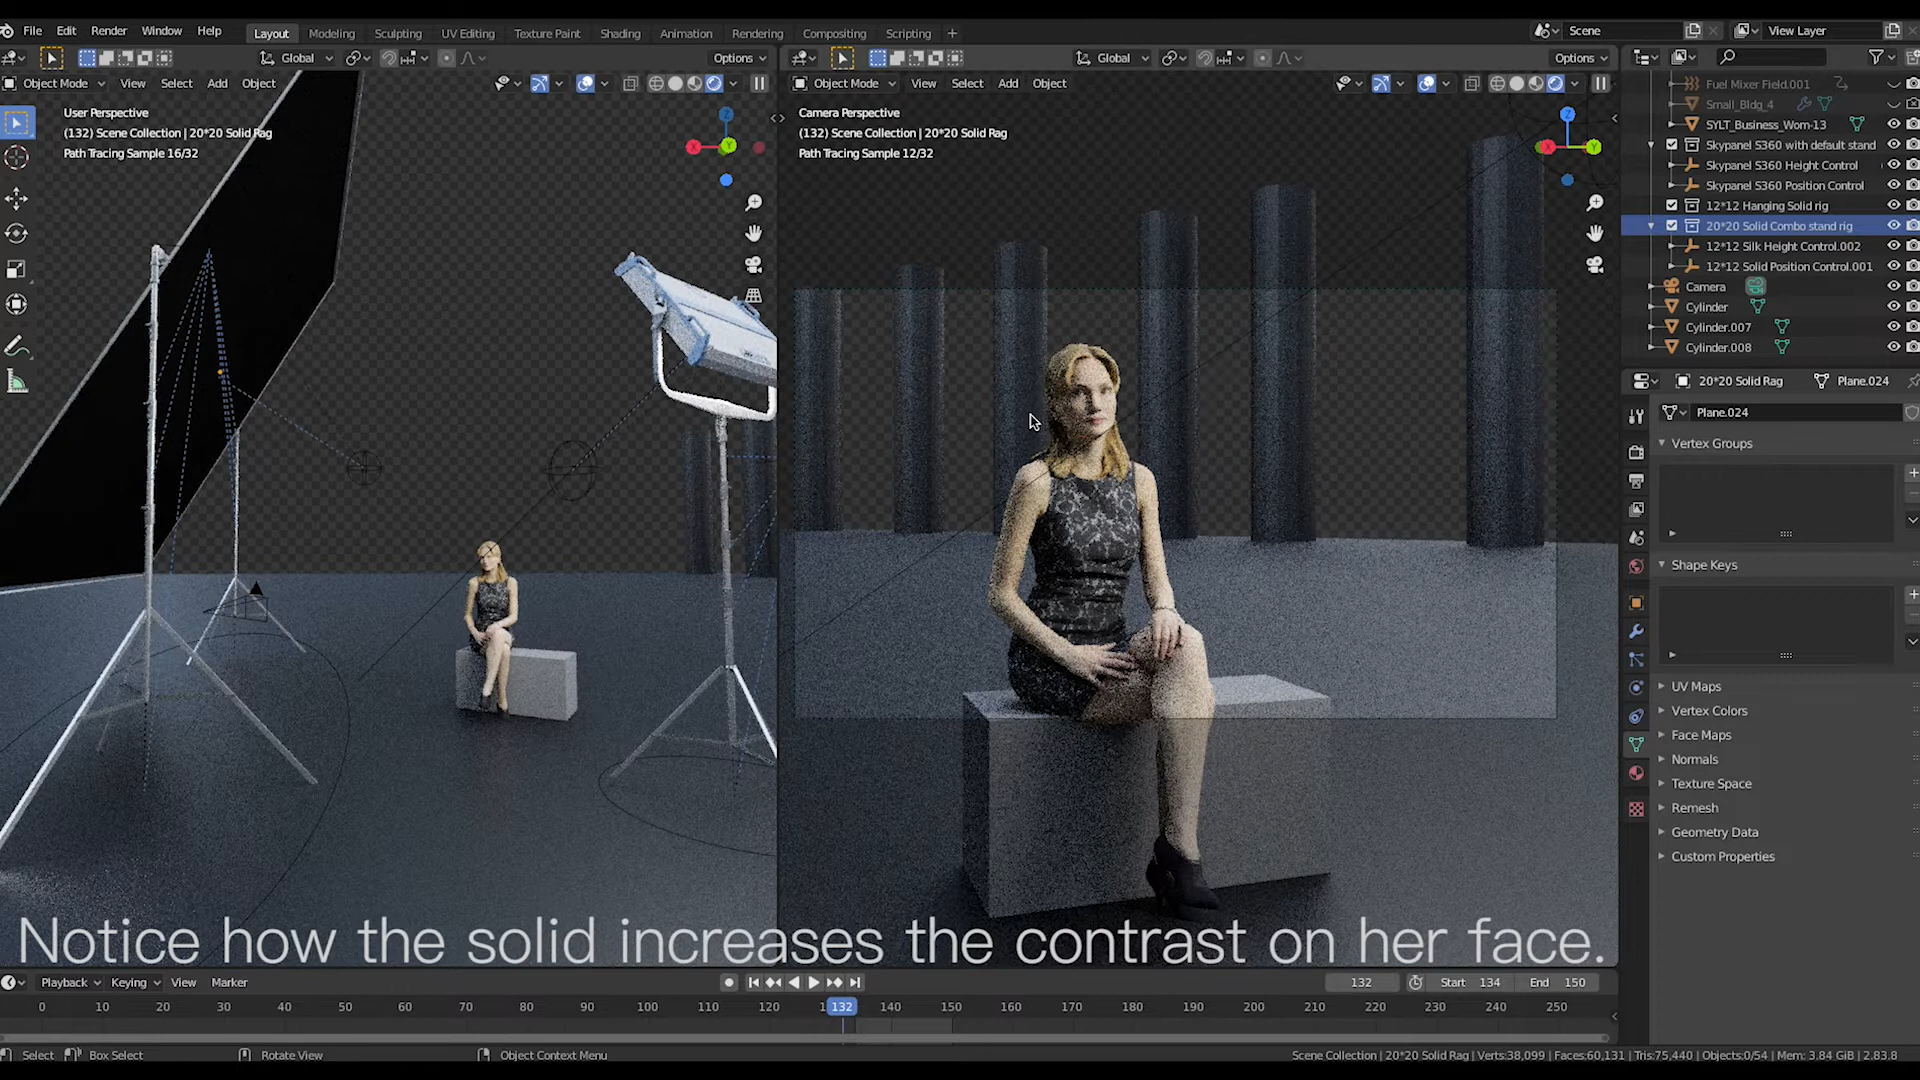 File Edit Render Window Help Layout Modeling Sculpting UV Editing Texture Paint Shading Animation Rendering Compositing Scripting + Scene View Layer
Global Options
Object Mode View Select Add Object
User Perspective
(132) Scene Collection | 20*20 Solid Rag
Path Tracing Sample 16/32
Global Options
Object Mode View Select Add Object
Camera Perspective
(132) Scene Collection | 20*20 Solid Rag
Path Tracing Sample 12/32
Fuel Mixer Field.001
Small_Bldg_4
SYLT_Business_Wom-13
Skypanel S360 with default stand
Skypanel S360 Height Control
Skypanel S360 Position Control
12*12 Hanging Solid rig
20*20 Solid Combo stand rig
12*12 Silk Height Control.002
12*12 Solid Position Control.001
Camera
Cylinder
Cylinder.007
Cylinder.008
20*20 Solid Rag Plane.024
Plane.024
Vertex Groups
Shape Keys
UV Maps
Vertex Colors
Face Maps
Normals
Texture Space
Remesh
Geometry Data
Custom Properties
Notice how the solid increases the contrast on her face.
Playback Keying View Marker 132 Start 134 End 150
0 10 20 30 40 50 60 70 80 90 100 110 120 132 140 150 160 170 180 190 200 210 220 230 240 250
Select Box Select Rotate View Object Context Menu Scene Collection | 20*20 Solid Rag | Verts:38,099 | Faces:60,131 | Tris:75,440 | Objects:0/54 | Mem: 3.84 GiB | 2.83.8